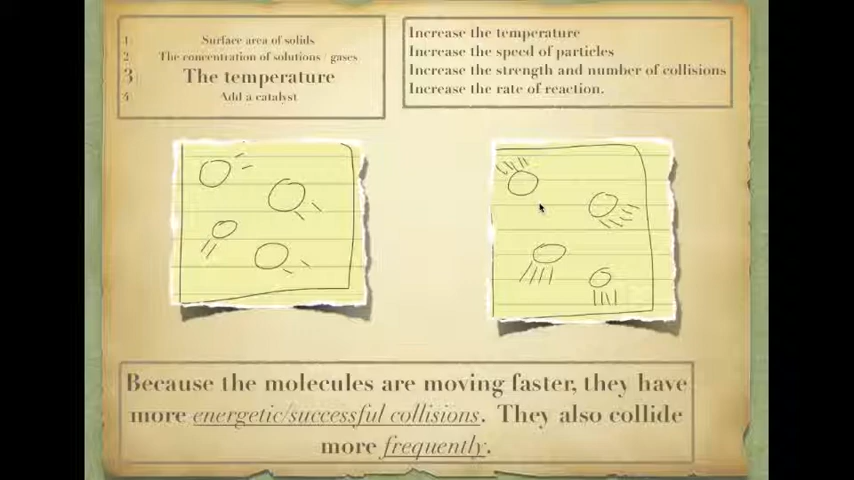 1 Surface area of solids
2 The concentration of solutions / gases
3 The temperature
4 Add a catalyst
Increase the temperature
Increase the speed of particles
Increase the strength and number of collisions
Increase the rate of reaction.
Because the molecules are moving faster, they have
more energetic/successful collisions. They also collide
more frequently.